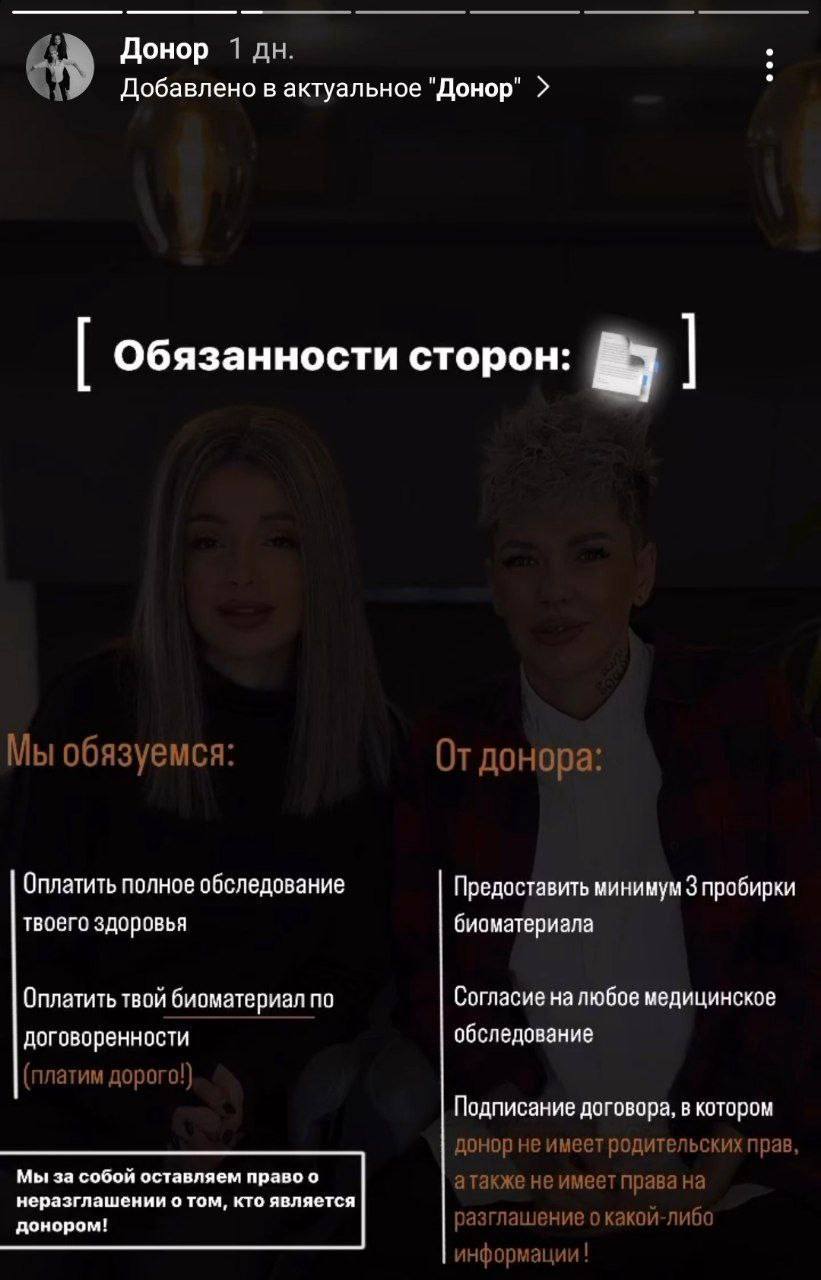 Донор 1 дн.
Добавлено в актуальное "Донор" >
[ Обязанности сторон: ]
Мы обязуемся:
Оплатить полное обследование
твоего здоровья
Оплатить твой биоматериал по
договоренности
(платим дорого!)
Мы за собой оставляем право о
неразглашении о том, кто является
донором!
От донора:
Предоставить минимум 3 пробирки
биоматериала
Согласие на любое медицинское
обследование
Подписание договора, в котором
донор не имеет родительских прав,
а также не имеет права на
разглашение о какой-либо
информации!